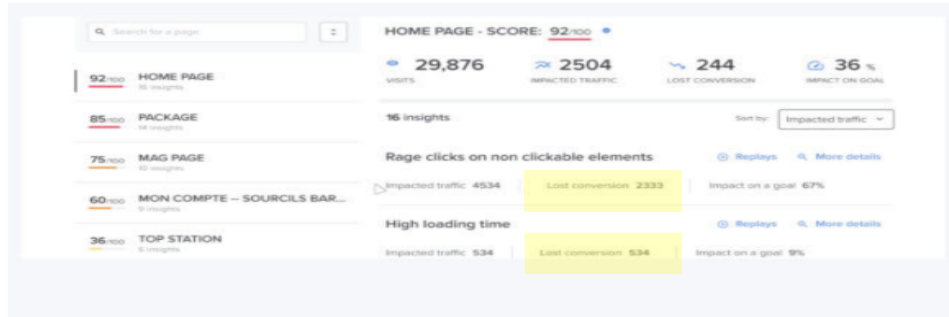 Search for a page
92/100 HOME PAGE
16 insights
85/100 PACKAGE
14 insights
75/100 MAG PAGE
10 insights
60/100 MON COMPTE – SOURCILS BAR...
9 insights
36/100 TOP STATION
6 insights
HOME PAGE - SCORE: 92/100
29,876 2504 244 36 %
VISITS IMPACTED TRAFFIC LOST CONVERSION IMPACT ON GOAL
16 insights Sort by: Impacted traffic
Rage clicks on non clickable elements Replays More details
Impacted traffic 4534 Lost conversion 2333 Impact on a goal 67%
High loading time Replays More details
Impacted traffic 534 Lost conversion 534 Impact on a goal 9%